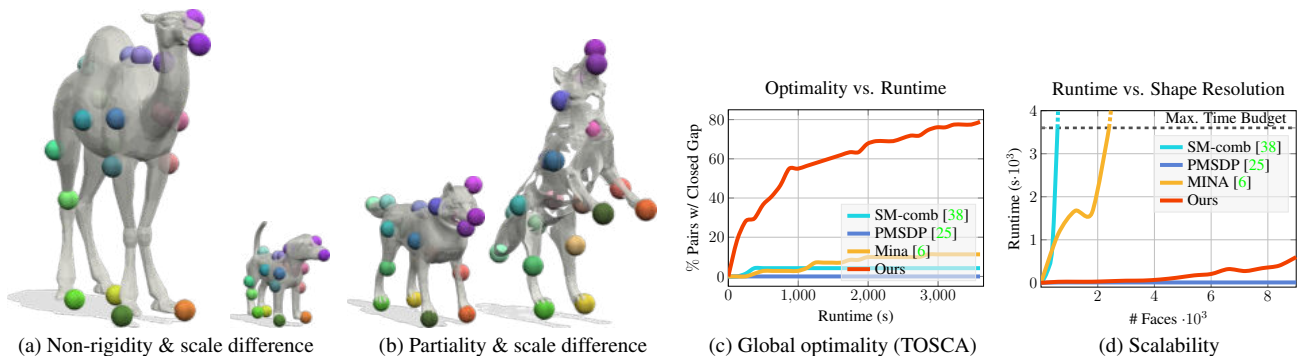 Optimality vs. Runtime
% Pairs w/ Closed Gap
80
60
40
20
0
0
1,000
2,000
3,000
Runtime (s)
SM-comb [38]
PMSDP [25]
Mina [6]
Ours
Runtime vs. Shape Resolution
Runtime (s·10³)
4
3
2
1
0
2
4
6
8
# Faces ·10³
Max. Time Budget
SM-comb [38]
PMSDP [25]
MINA [6]
Ours
(a) Non-rigidity & scale difference
(b) Partiality & scale difference
(c) Global optimality (TOSCA)
(d) Scalability